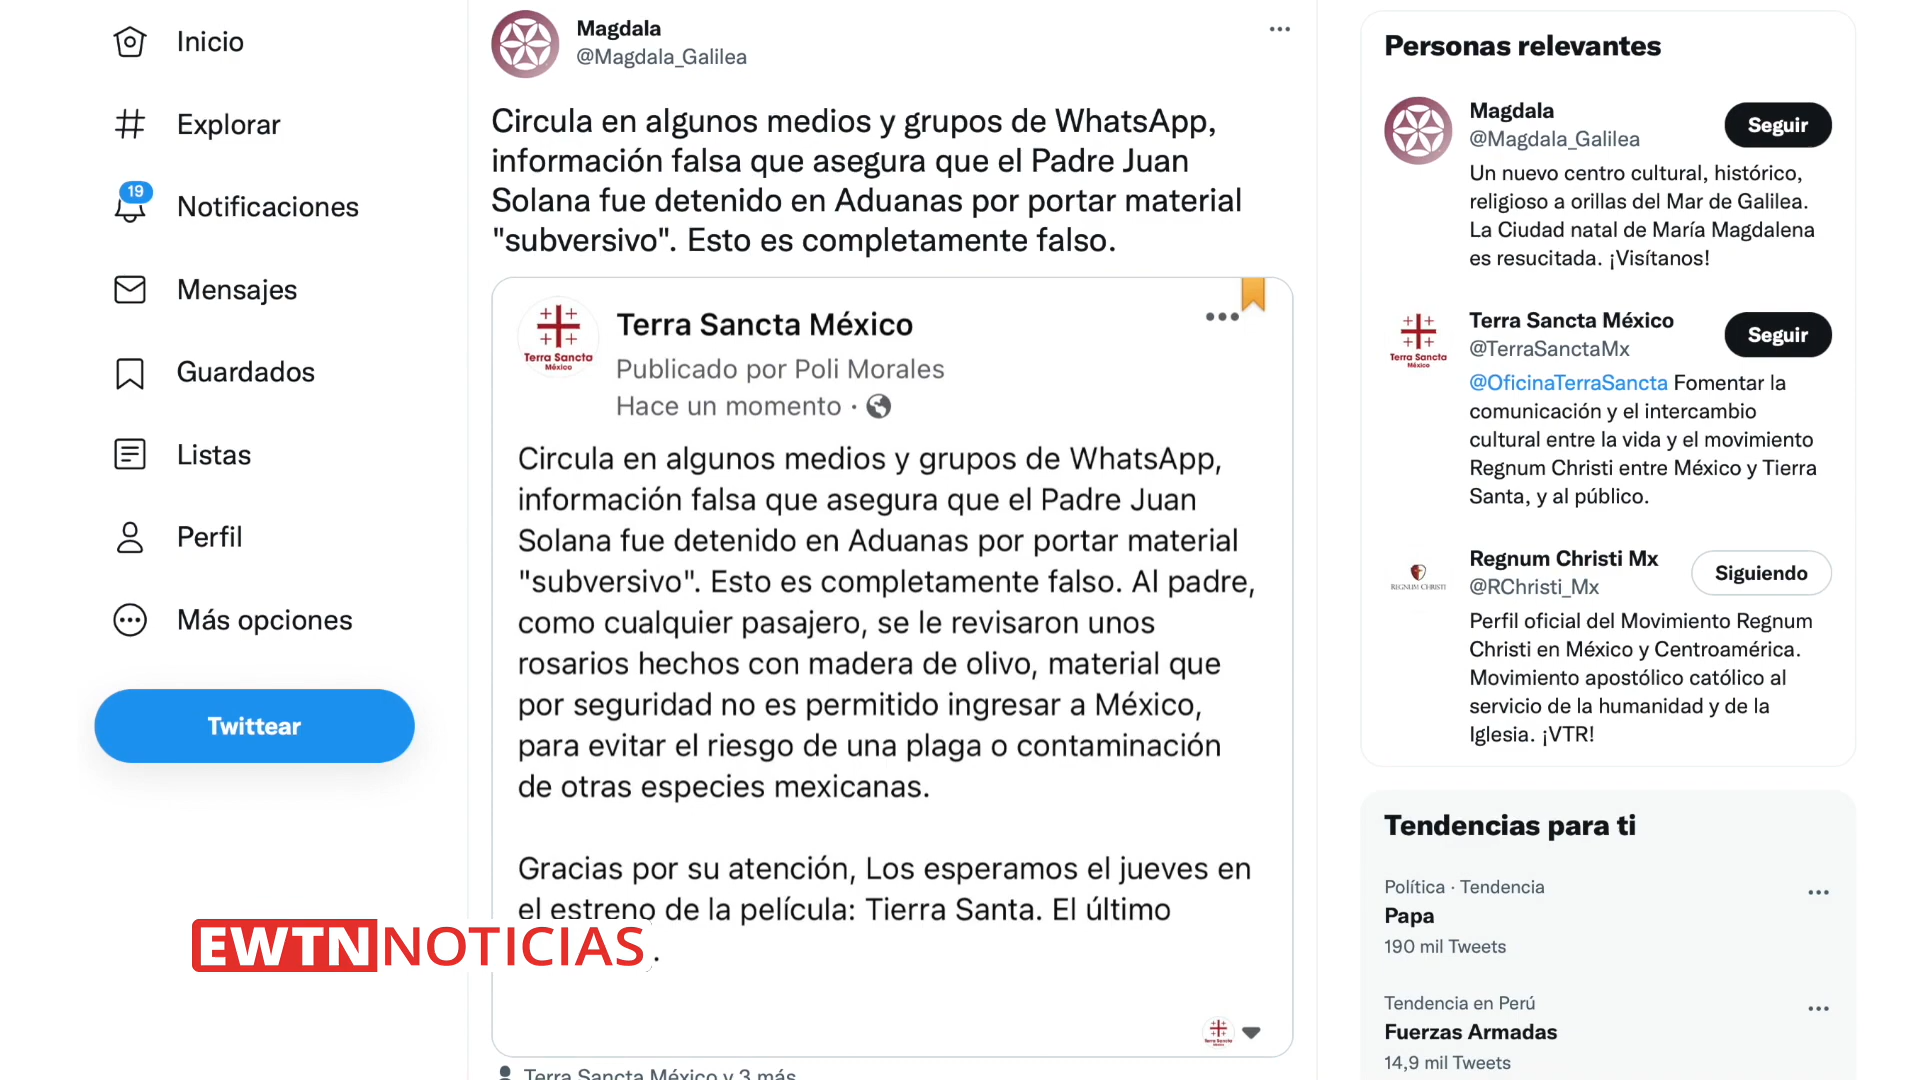 Inicio
Explorar
19
Notificaciones
Mensajes
Guardados
Listas
Perfil
Más opciones
Twittear
Magdala
@Magdala_Galilea
Circula en algunos medios y grupos de WhatsApp,
información falsa que asegura que el Padre Juan
Solana fue detenido en Aduanas por portar material
"subversivo". Esto es completamente falso.
Terra Sancta
México
Terra Sancta México
Publicado por Poli Morales
Hace un momento ·
Circula en algunos medios y grupos de WhatsApp,
información falsa que asegura que el Padre Juan
Solana fue detenido en Aduanas por portar material
"subversivo". Esto es completamente falso. Al padre,
como cualquier pasajero, se le revisaron unos
rosarios hechos con madera de olivo, material que
por seguridad no es permitido ingresar a México,
para evitar el riesgo de una plaga o contaminación
de otras especies mexicanas.
Gracias por su atención, Los esperamos el jueves en
el estreno de la película: Tierra Santa. El último
.
EWTN NOTICIAS
Terra Sancta
México
Terra Sancta México y 3 más
Personas relevantes
Magdala
@Magdala_Galilea
Seguir
Un nuevo centro cultural, histórico,
religioso a orillas del Mar de Galilea.
La Ciudad natal de María Magdalena
es resucitada. ¡Visítanos!
Terra Sancta
México
Terra Sancta México
@TerraSanctaMx
Seguir
@OficinaTerraSancta Fomentar la
comunicación y el intercambio
cultural entre la vida y el movimiento
Regnum Christi entre México y Tierra
Santa, y al público.
REGNUM CHRISTI
Regnum Christi Mx
@RChristi_Mx
Siguiendo
Perfil oficial del Movimiento Regnum
Christi en México y Centroamérica.
Movimiento apostólico católico al
servicio de la humanidad y de la
Iglesia. ¡VTR!
Tendencias para ti
Política · Tendencia
Papa
190 mil Tweets
Tendencia en Perú
Fuerzas Armadas
14,9 mil Tweets